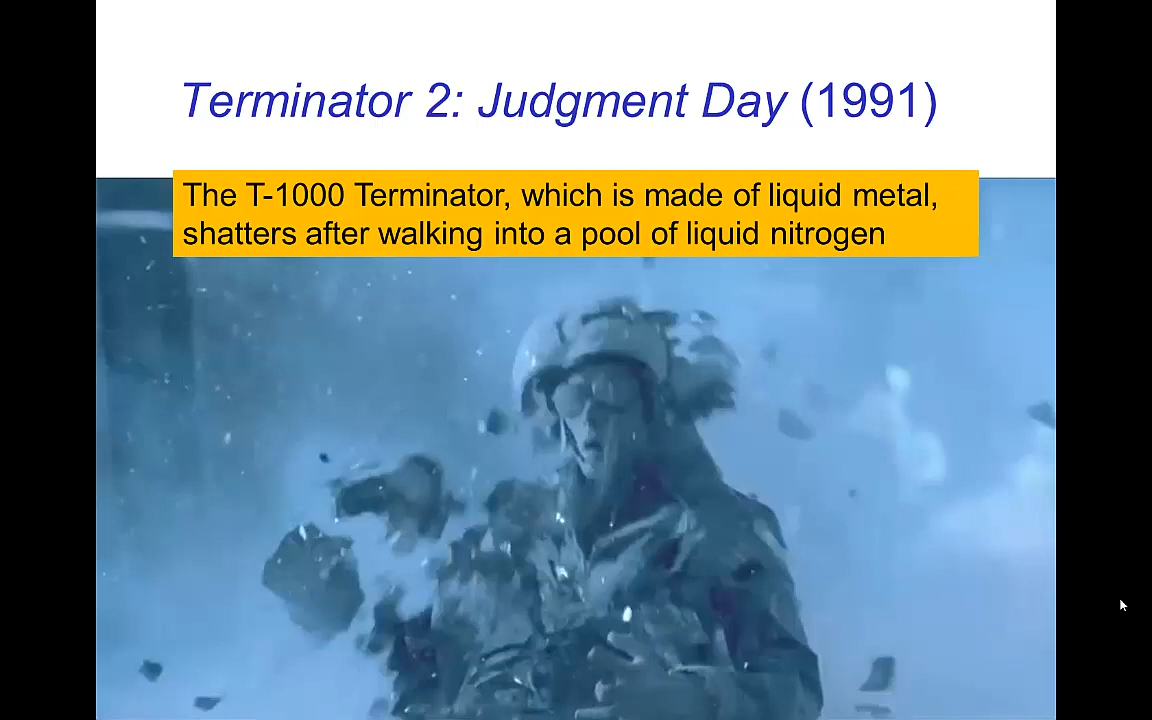 Terminator 2: Judgment Day (1991)
The T-1000 Terminator, which is made of liquid metal,
shatters after walking into a pool of liquid nitrogen